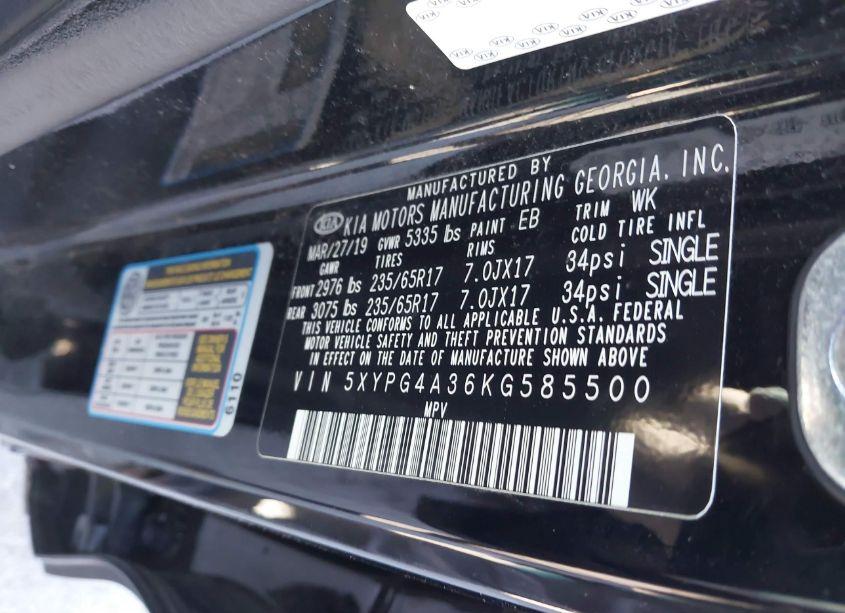 MANUFACTURED BY
KIA KIA MOTORS MANUFACTURING GEORGIA, INC.
MAR/27/19 GVWR 5335 lbs PAINT EB TRIM WK
GAWR TIRES RIMS COLD TIRE INFL
FRONT 2976 lbs 235/65R17 7.0JX17 34psi SINGLE
REAR 3075 lbs 235/65R17 7.0JX17 34psi SINGLE
THIS VEHICLE CONFORMS TO ALL APPLICABLE U.S.A. FEDERAL
MOTOR VEHICLE SAFETY AND THEFT PREVENTION STANDARDS
IN EFFECT ON THE DATE OF MANUFACTURE SHOWN ABOVE
VIN 5XYPG4A36KG585500
MPV
6110